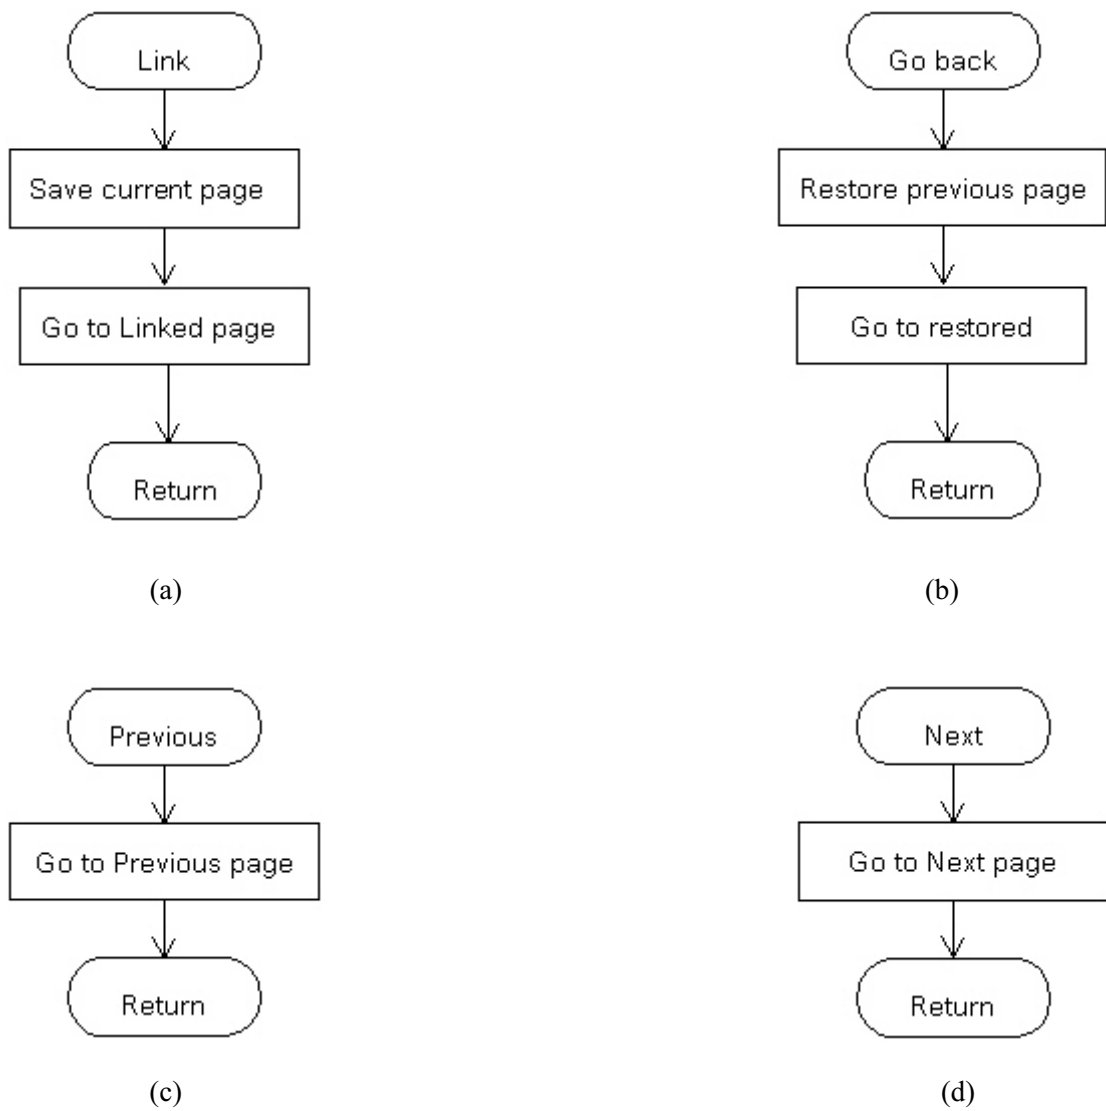 Link
Save current page
Go to Linked page
Return
(a)
Go back
Restore previous page
Go to restored
Return
(b)
Previous
Go to Previous page
Return
(c)
Next
Go to Next page
Return
(d)